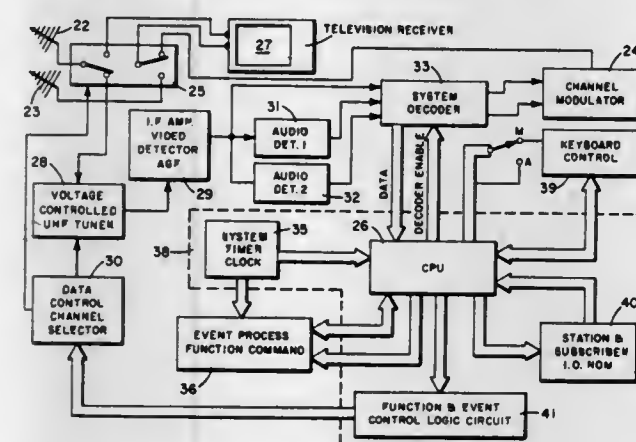 22
TELEVISION RECEIVER
27
23
25
33
24
SYSTEM
DECODER
CHANNEL
MODULATOR
31
AUDIO
DET. 1
I.F AMP.
VIDEO
DETECTOR
AGF
29
AUDIO
DET. 2
32
DATA
DECODER ENABLE
M
A
KEYBOARD
CONTROL
39
28
VOLTAGE
CONTROLLED
UHF TUNER
30
DATA
CONTROL
CHANNEL
SELECTOR
38
35
SYSTEM
TIMER
CLOCK
26
CPU
EVENT PROCESS
FUNCTION COMMAND
36
40
STATION &
SUBSCRIBER
I.D. ROM
FUNCTION & EVENT
CONTROL LOGIC CIRCUIT
41